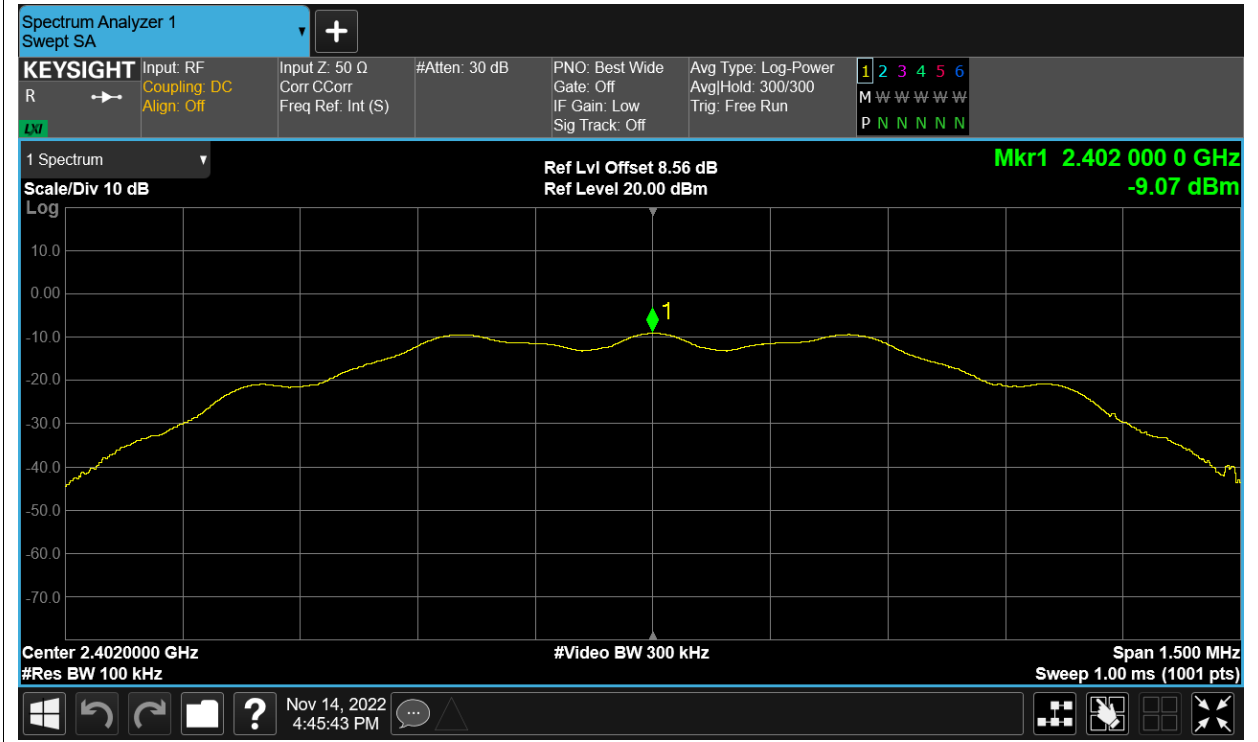 Spectrum Analyzer 1
Swept SA
KEYSIGHT
R
LXI
Input: RF
Coupling: DC
Align: Off
Input Z: 50 Ω
Corr CCorr
Freq Ref: Int (S)
#Atten: 30 dB
PNO: Best Wide
Gate: Off
IF Gain: Low
Sig Track: Off
Avg Type: Log-Power
Avg|Hold: 300/300
Trig: Free Run
1 2 3 4 5 6
M W W W W W
P N N N N N
1 Spectrum
Scale/Div 10 dB
Log
Ref Lvl Offset 8.56 dB
Ref Level 20.00 dBm
Mkr1 2.402 000 0 GHz
-9.07 dBm
10.0
0.00
1
-10.0
-20.0
-30.0
-40.0
-50.0
-60.0
-70.0
Center 2.4020000 GHz
#Video BW 300 kHz
Span 1.500 MHz
#Res BW 100 kHz
Sweep 1.00 ms (1001 pts)
?
Nov 14, 2022
4:45:43 PM